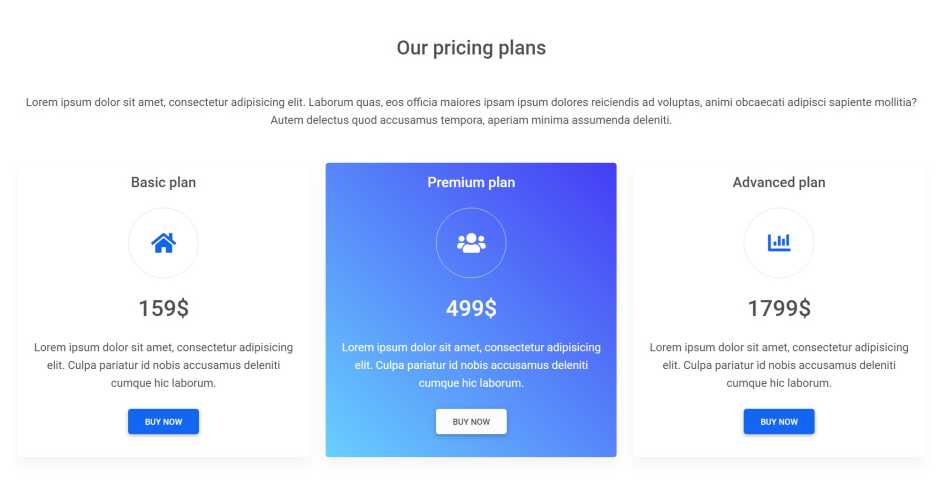 Our pricing plans
Lorem ipsum dolor sit amet, consectetur adipisicing elit. Laborum quas, eos officia maiores ipsam ipsum dolores reiciendis ad voluptas, animi obcaecati adipisci sapiente mollitia?
Autem delectus quod accusamus tempora, aperiam minima assumenda deleniti.
Basic plan
159$
Lorem ipsum dolor sit amet, consectetur adipisicing
elit. Culpa pariatur id nobis accusamus deleniti
cumque hic laborum.
BUY NOW
Premium plan
499$
Lorem ipsum dolor sit amet, consectetur adipisicing
elit. Culpa pariatur id nobis accusamus deleniti
cumque hic laborum.
BUY NOW
Advanced plan
1799$
Lorem ipsum dolor sit amet, consectetur adipisicing
elit. Culpa pariatur id nobis accusamus deleniti
cumque hic laborum.
BUY NOW